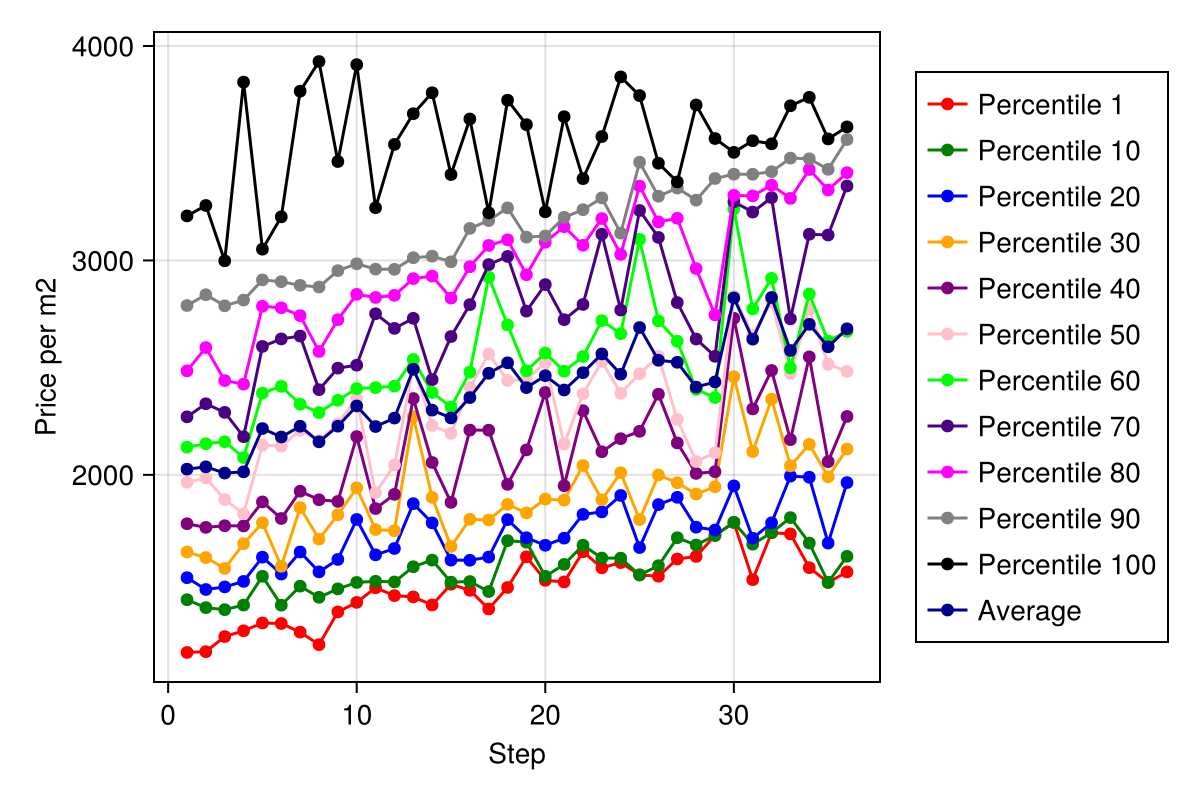 4000
3000
2000
Price per m2
0 10 20 30
Step
Percentile 1
Percentile 10
Percentile 20
Percentile 30
Percentile 40
Percentile 50
Percentile 60
Percentile 70
Percentile 80
Percentile 90
Percentile 100
Average